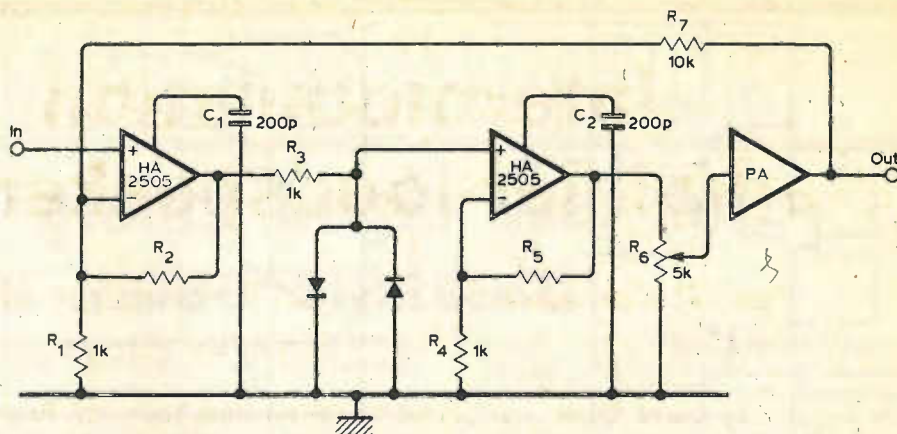 R7
10k
In
C1
200p
+
HA
2505
−
R3
1k
R2
R1
1k
C2
200p
+
HA
2505
−
R5
R4
1k
R6
5k
PA
Out